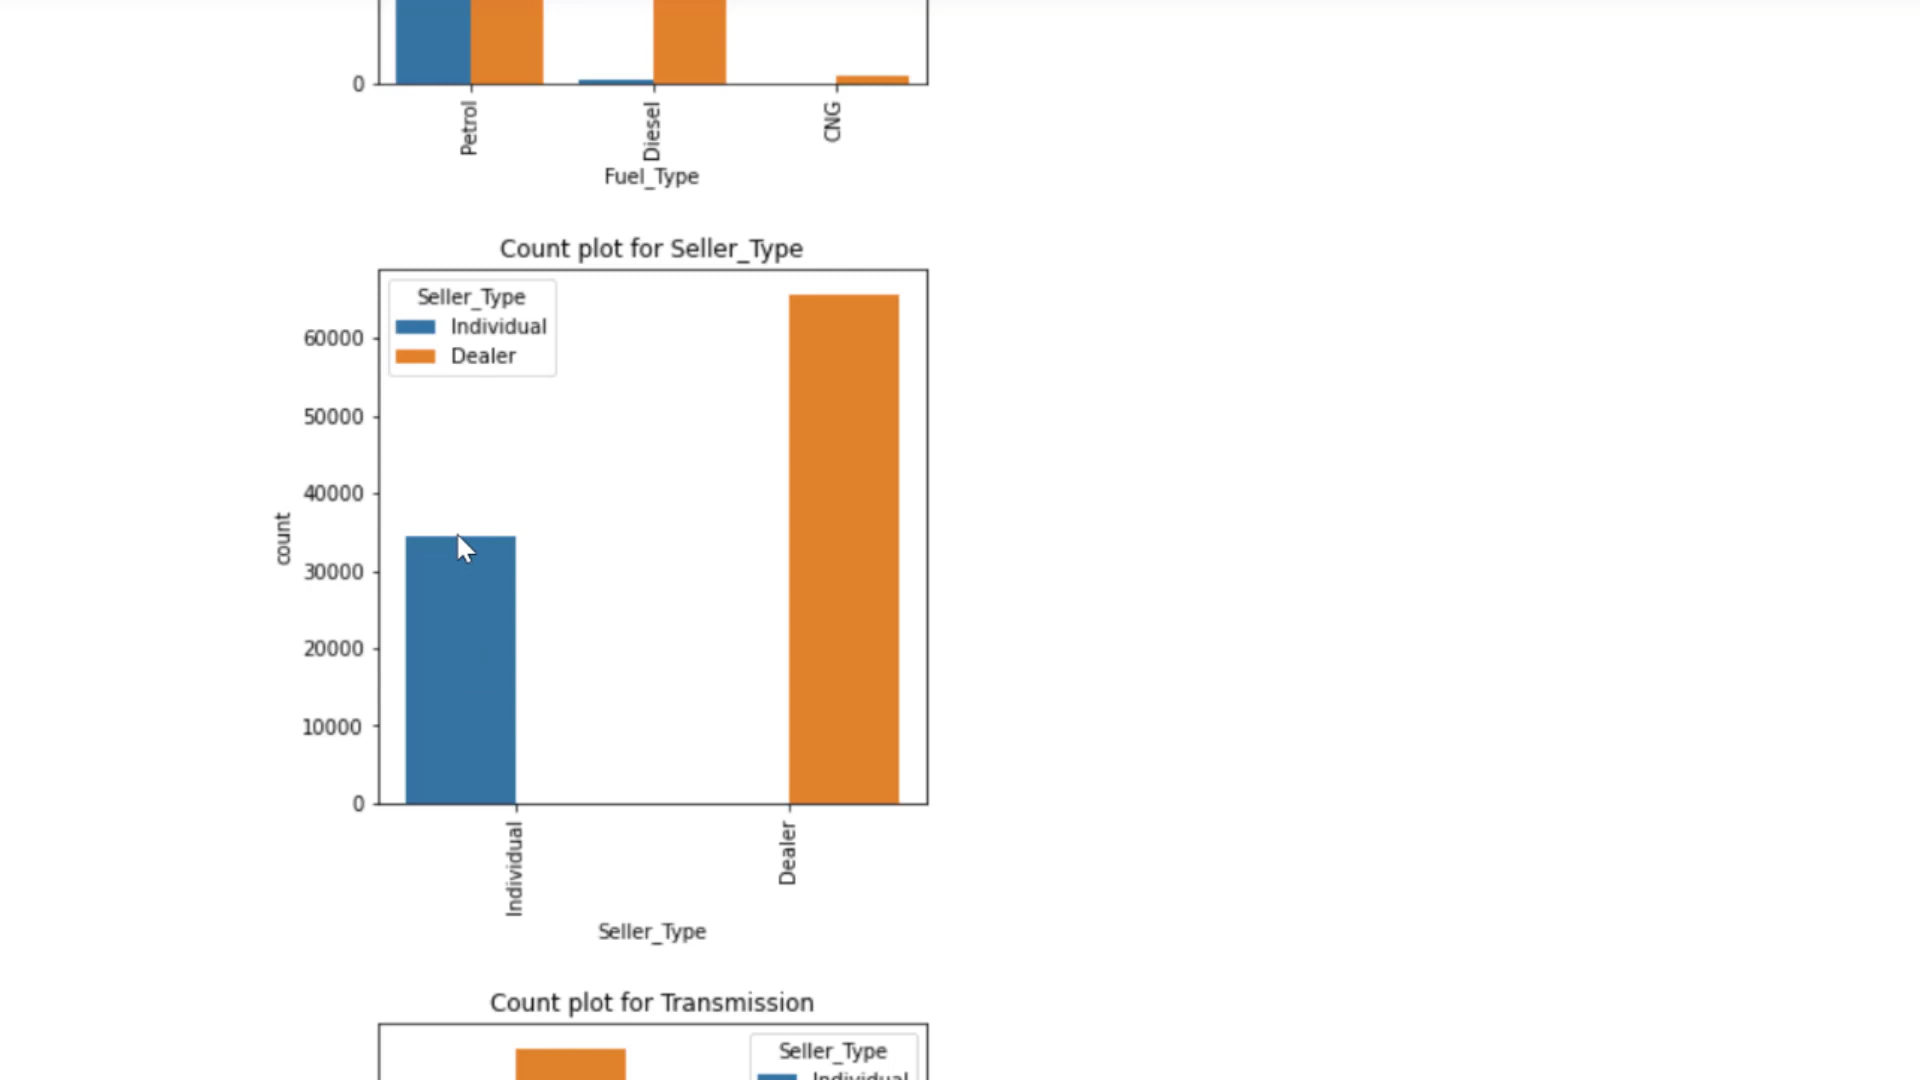 0
Petrol
Diesel
CNG
Fuel_Type
Count plot for Seller_Type
Seller_Type
Individual
Dealer
60000
50000
40000
30000
20000
10000
0
count
Individual
Dealer
Seller_Type
Count plot for Transmission
Seller_Type
Individual